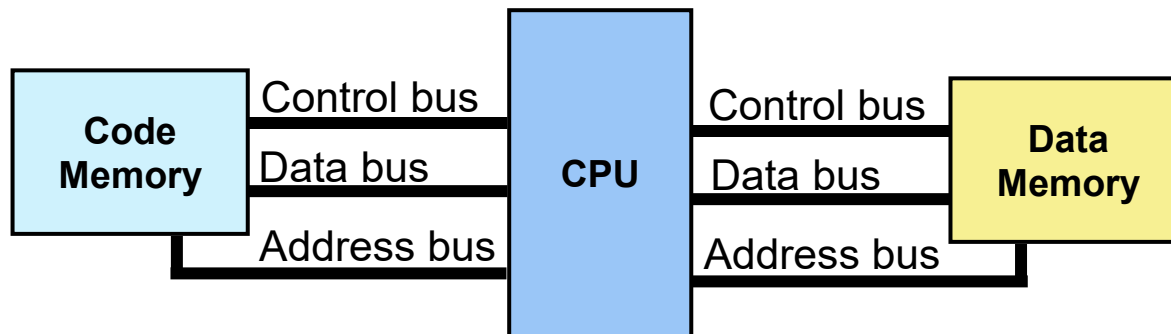 Code
Memory
Control bus
Data bus
Address bus
CPU
Control bus
Data bus
Address bus
Data
Memory